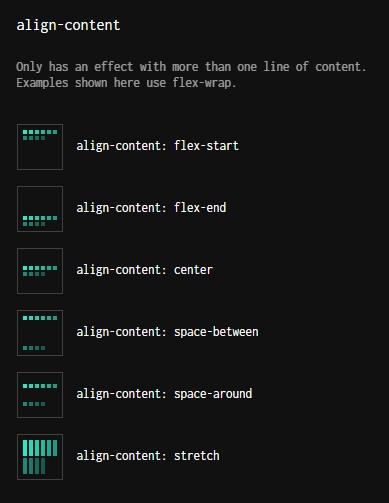 align-content
Only has an effect with more than one line of content.
Examples shown here use flex-wrap.
align-content: flex-start
align-content: flex-end
align-content: center
align-content: space-between
align-content: space-around
align-content: stretch